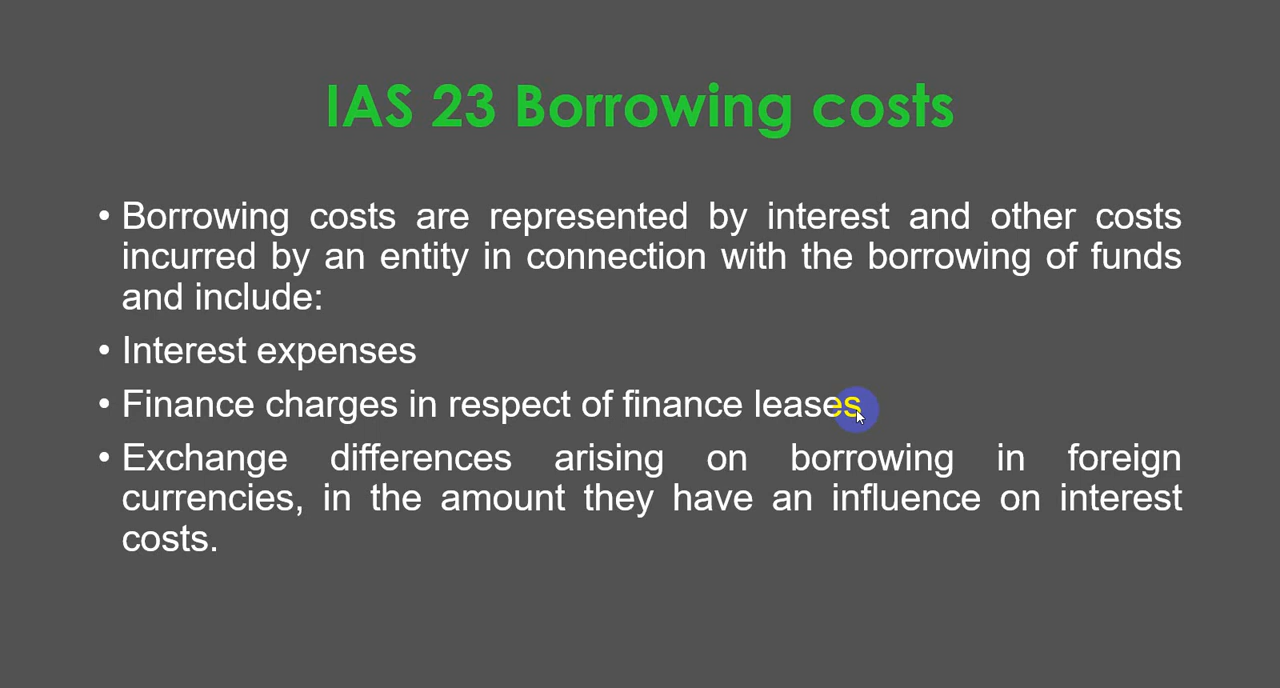 IAS 23 Borrowing costs
• Borrowing costs are represented by interest and other costs
incurred by an entity in connection with the borrowing of funds
and include:
• Interest expenses
• Finance charges in respect of finance leases
• Exchange differences arising on borrowing in foreign
currencies, in the amount they have an influence on interest
costs.